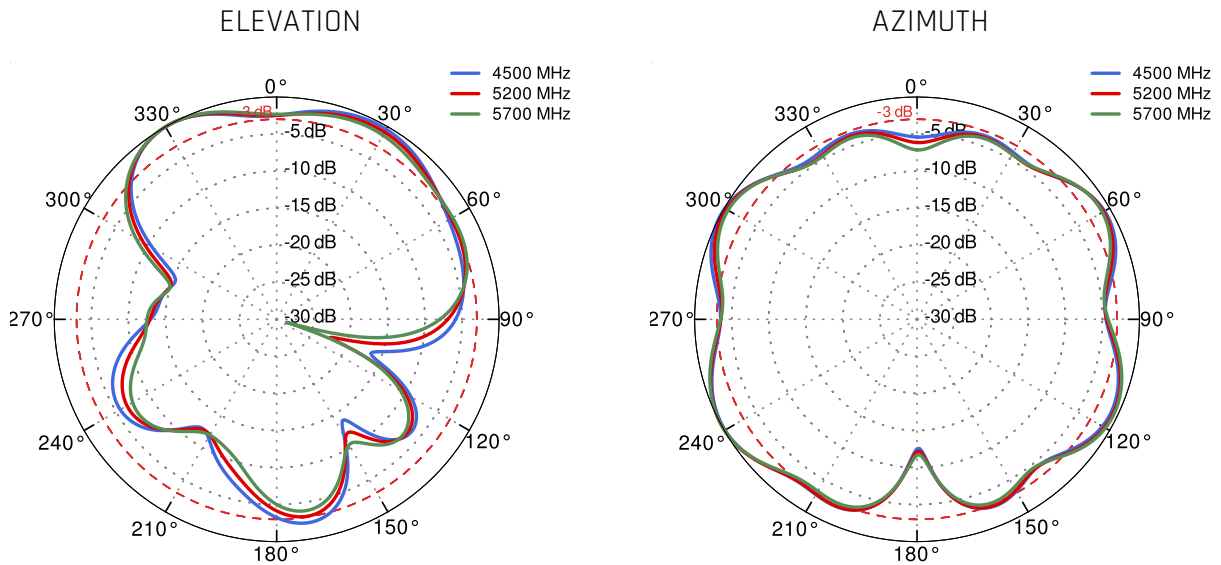 ELEVATION
4500 MHz
5200 MHz
5700 MHz
0°
330°
30°
-3 dB
-5 dB
-10 dB
300°
60°
-15 dB
-20 dB
-25 dB
270°
-30 dB
90°
240°
120°
210°
150°
180°
AZIMUTH
4500 MHz
5200 MHz
5700 MHz
0°
330°
30°
-3 dB
-5 dB
-10 dB
300°
60°
-15 dB
-20 dB
-25 dB
270°
-30 dB
90°
240°
120°
210°
150°
180°